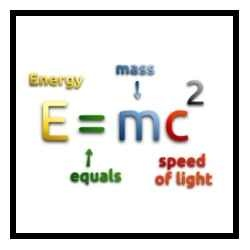 Energy
mass
E = mc²
equals
speed
of light